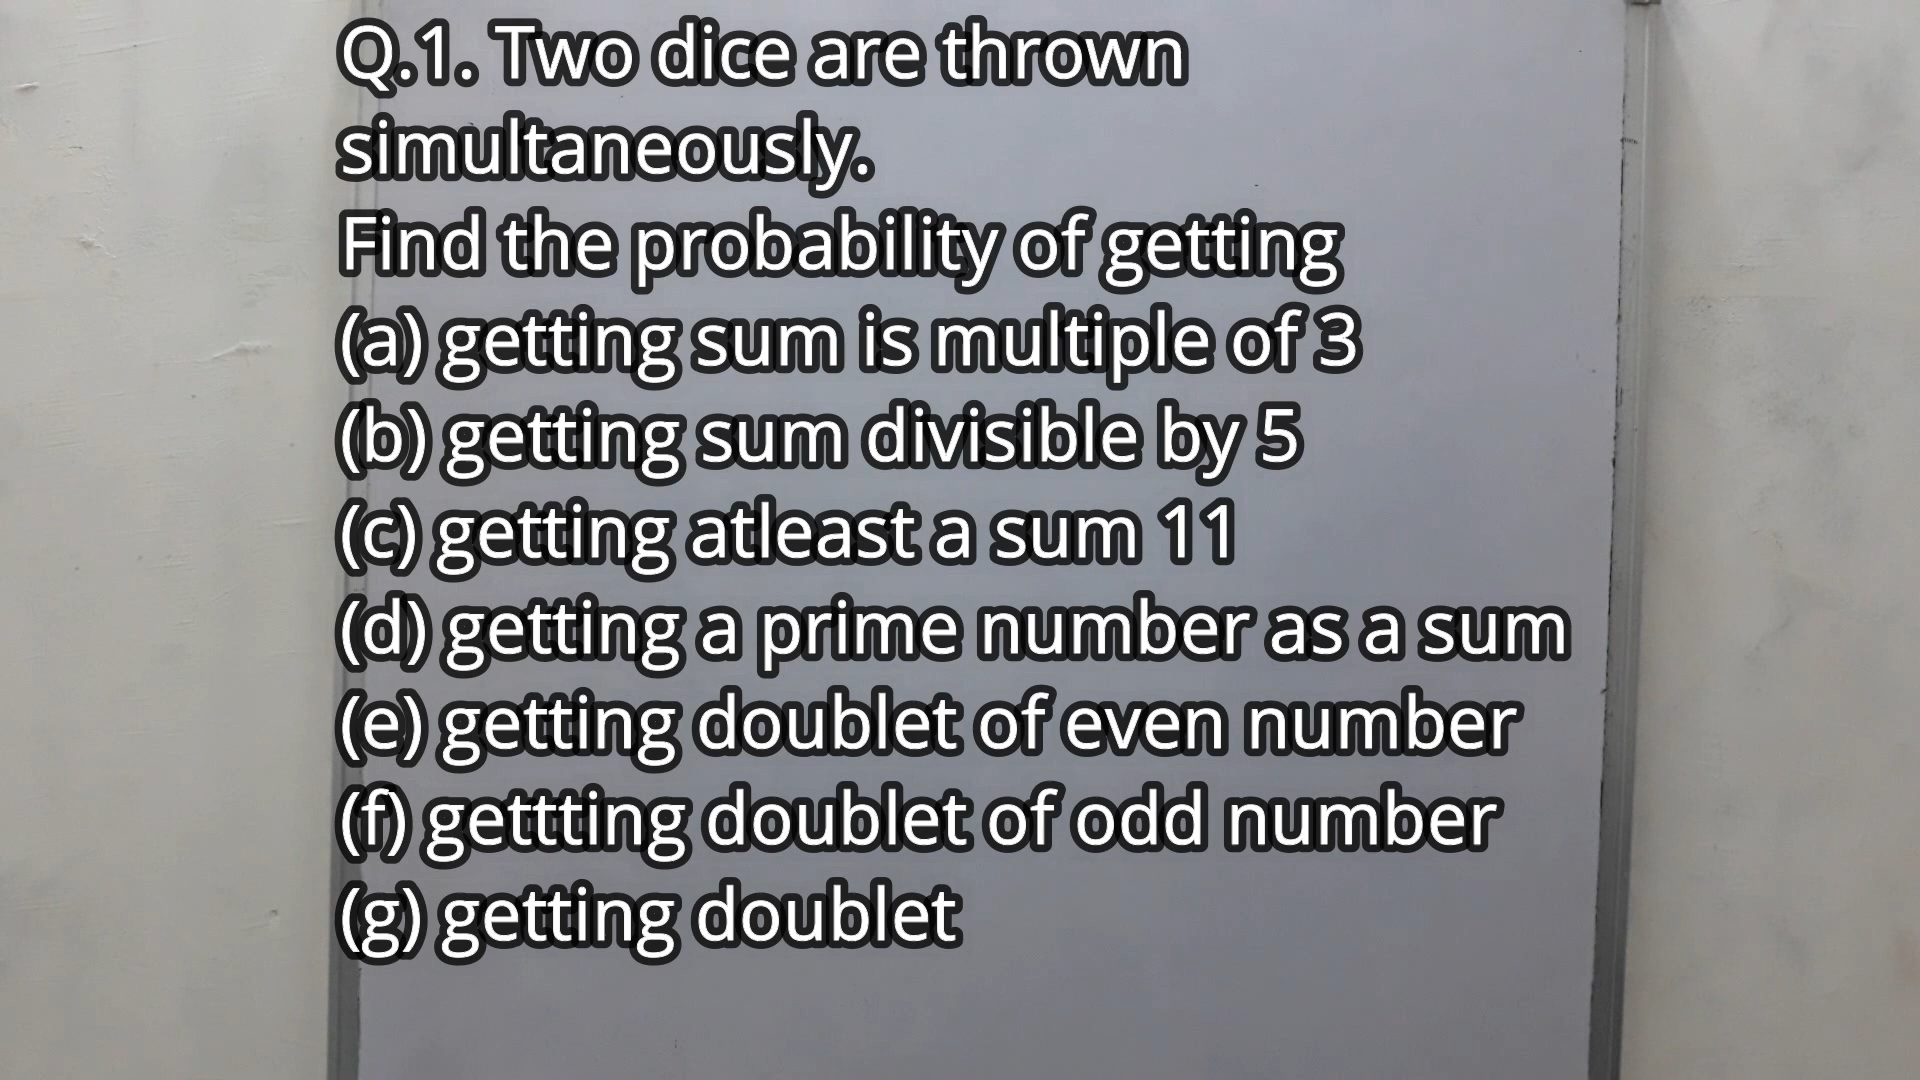 Q.1. Two dice are thrown
simultaneously.
Find the probability of getting
(a) getting sum is multiple of 3
(b) getting sum divisible by 5
(c) getting atleast a sum 11
(d) getting a prime number as a sum
(e) getting doublet of even number
(f) gettting doublet of odd number
(g) getting doublet